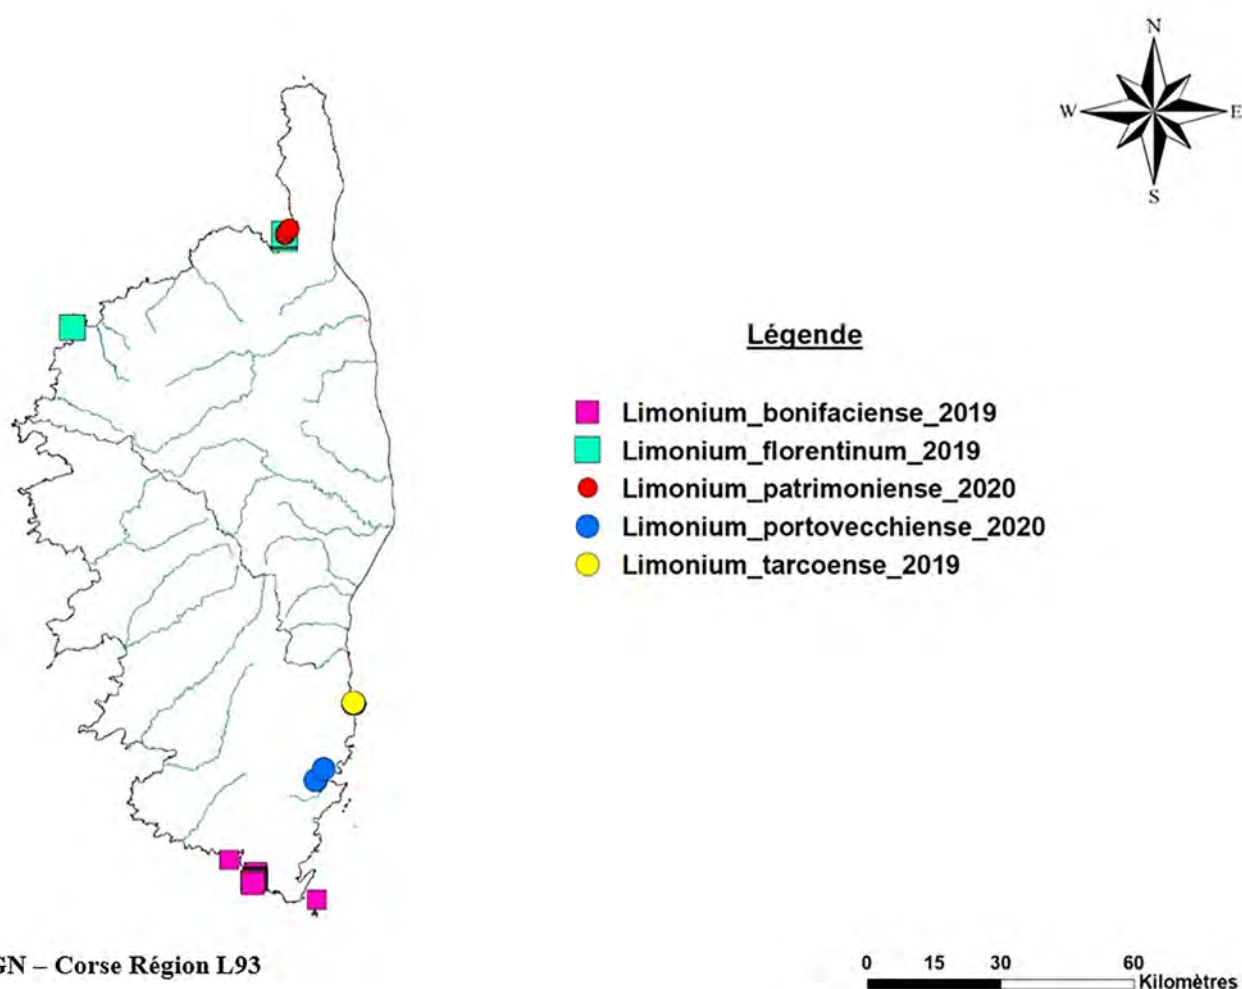 N
W E
S
Légende
Limonium_bonifaciense_2019
Limonium_florentinum_2019
Limonium_patrimoniense_2020
Limonium_portovecchiense_2020
Limonium_tarcoense_2019
GN – Corse Région L93
0 15 30 60
Kilomètres